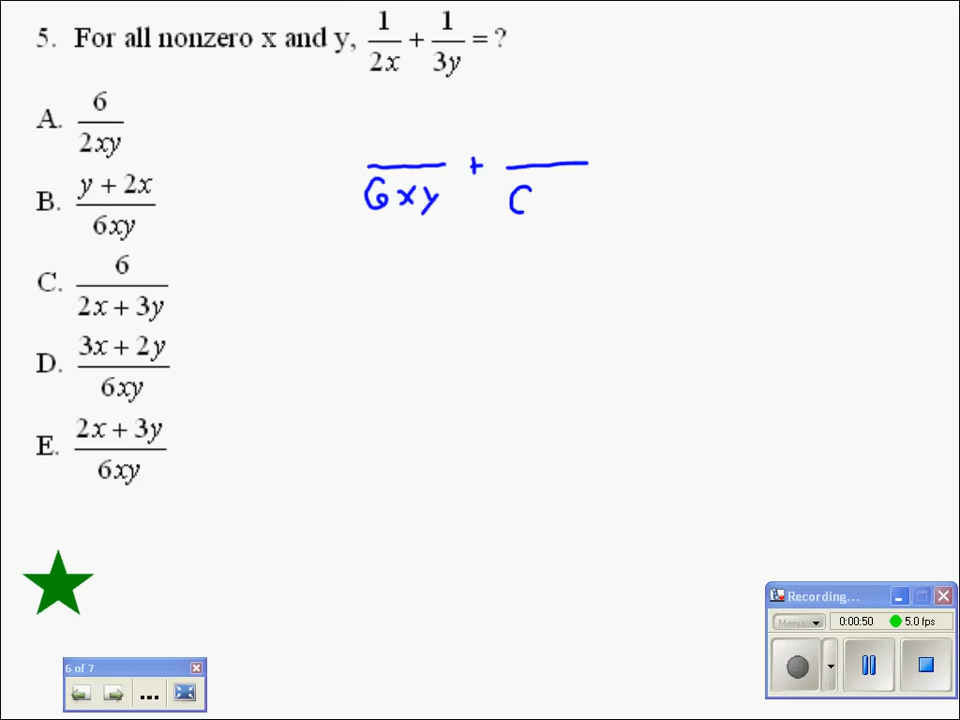 5. For all nonzero x and y, 1/2x + 1/3y = ?
A. 6/2xy
B. y + 2x/6xy
C. 6/2x + 3y
D. 3x + 2y/6xy
E. 2x + 3y/6xy
6xy + C
Recording...
Menu 0:00:50 5.0 fps
6 of 7
...